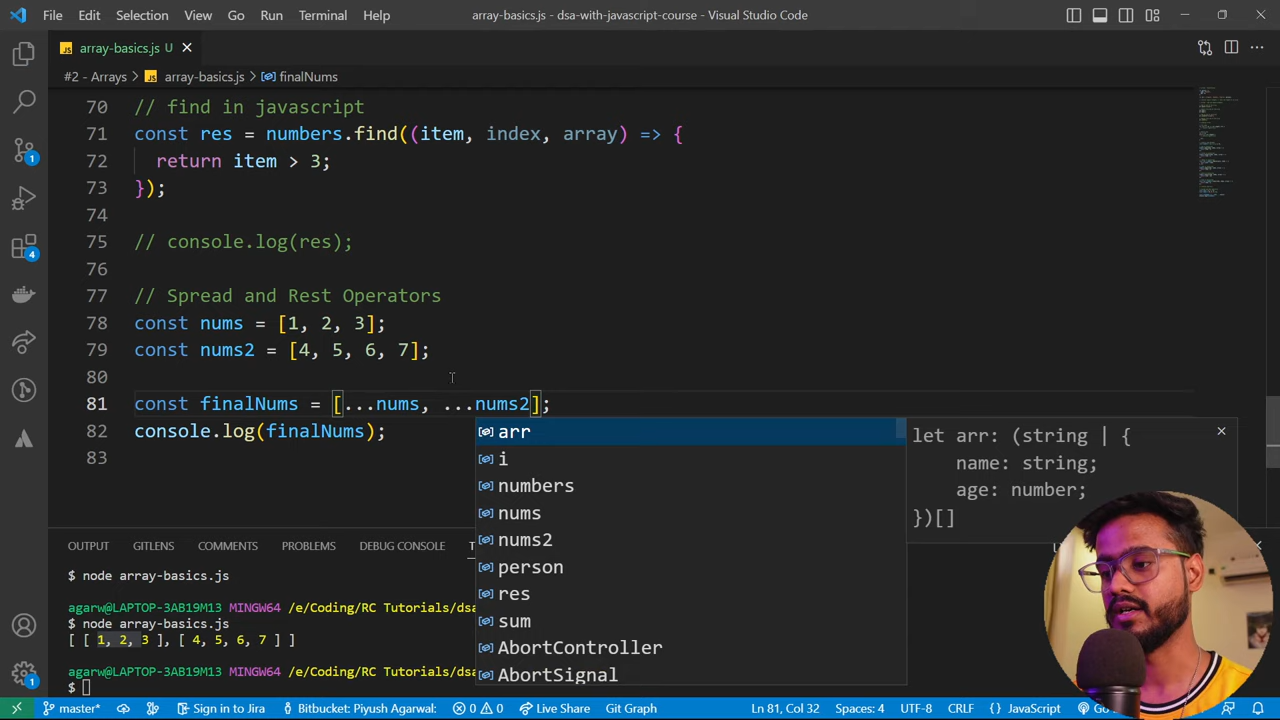 File Edit Selection View Go Run Terminal Help array-basics.js - dsa-with-javascript-course - Visual Studio Code
JS array-basics.js U
#2 - Arrays > JS array-basics.js > finalNums
70 // find in javascript
71 const res = numbers.find((item, index, array) => {
72 return item > 3;
73 });
74
75 // console.log(res);
76
77 // Spread and Rest Operators
78 const nums = [1, 2, 3];
79 const nums2 = [4, 5, 6, 7];
80
81 const finalNums = [...nums, ...nums2];
82 console.log(finalNums);
83
arr
i
numbers
nums
nums2
person
res
sum
AbortController
AbortSignal
let arr: (string | {
name: string;
age: number;
})[]
1
4
1
OUTPUT GITLENS COMMENTS PROBLEMS DEBUG CONSOLE
$ node array-basics.js
agarw@LAPTOP-3AB19M13 MINGW64 /e/Coding/RC Tutorials/dsa
$ node array-basics.js
[ [ 1, 2, 3 ], [ 4, 5, 6, 7 ] ]
agarw@LAPTOP-3AB19M13 MINGW64 /e/Coding/RC Tutorials/dsa
$
master* Sign in to Jira Bitbucket: Piyush Agarwal: 0 0 Live Share Git Graph Ln 81, Col 32 Spaces: 4 UTF-8 CRLF JavaScript Go